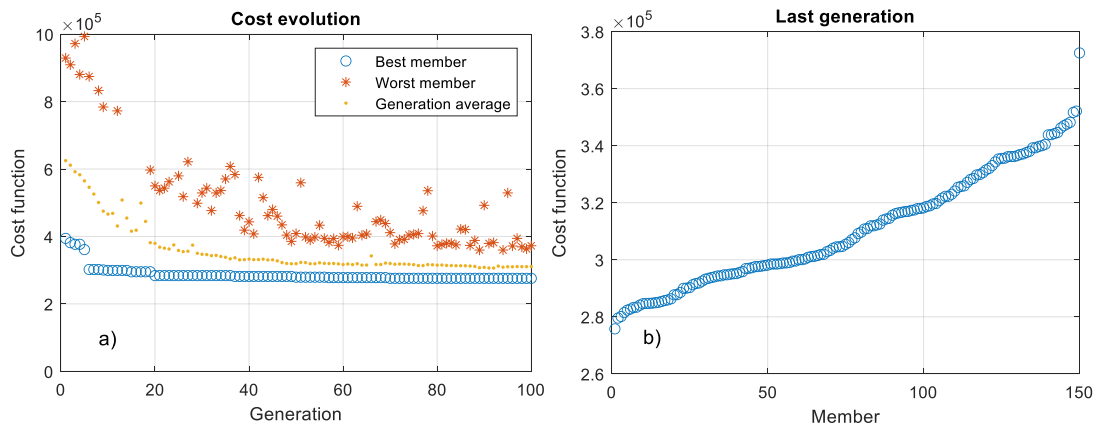 Cost evolution
×10⁵
Cost function
10
8
6
4
2
0
Best member
Worst member
Generation average
a)
0 20 40 60 80 100
Generation
Last generation
×10⁵
Cost function
3.8
3.6
3.4
3.2
3
2.8
2.6
b)
0 50 100 150
Member